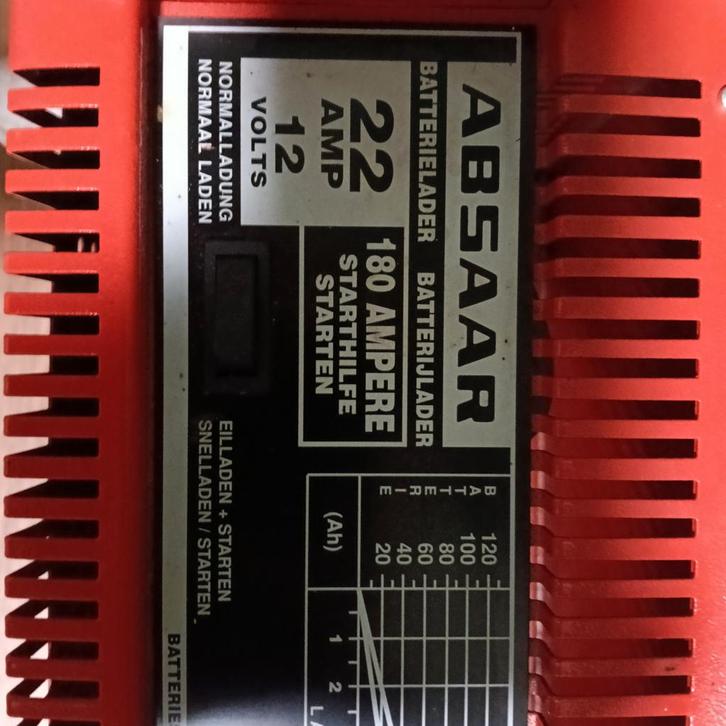 ABSAAR
BATTERIELADER BATTERIJLADER
22
AMP
12
VOLTS
180 AMPERE
STARTHILFE
STARTEN
NORMALLADUNG
NORMAAL LADEN
EILLADEN + STARTEN
SNELLADEN / STARTEN
BATTERIE
120
100
80
60
40
20
(Ah)
1
2